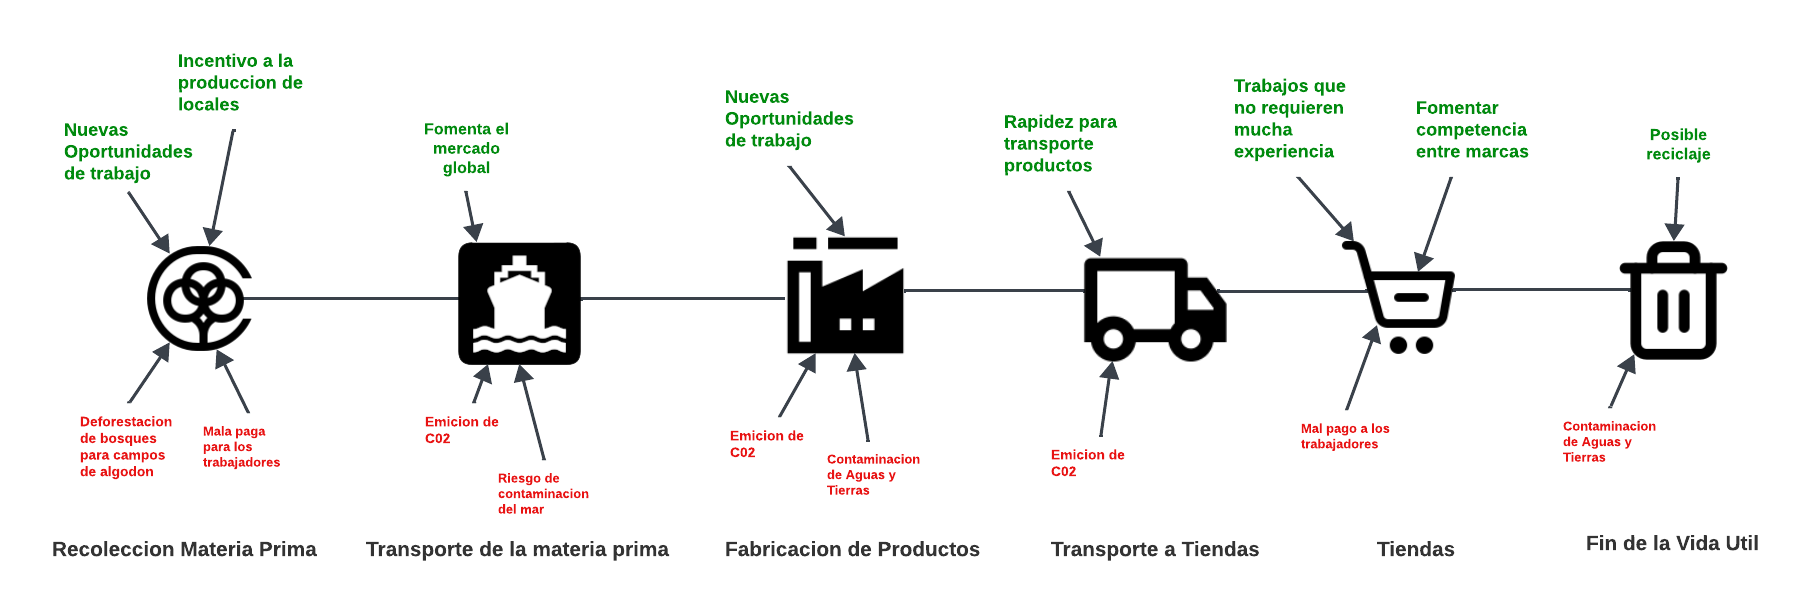 Incentivo a la
produccion de
locales
Nuevas
Oportunidades
de trabajo
Fomenta el
mercado
global
Nuevas
Oportunidades
de trabajo
Rapidez para
transporte
productos
Trabajos que
no requieren
mucha
experiencia
Fomentar
competencia
entre marcas
Posible
reciclaje
Deforestacion
de bosques
para campos
de algodon
Mala paga
para los
trabajadores
Emicion de
C02
Riesgo de
contaminacion
del mar
Emicion de
C02
Contaminacion
de Aguas y
Tierras
Emicion de
C02
Mal pago a los
trabajadores
Contaminacion
de Aguas y
Tierras
Recoleccion Materia Prima
Transporte de la materia prima
Fabricacion de Productos
Transporte a Tiendas
Tiendas
Fin de la Vida Util